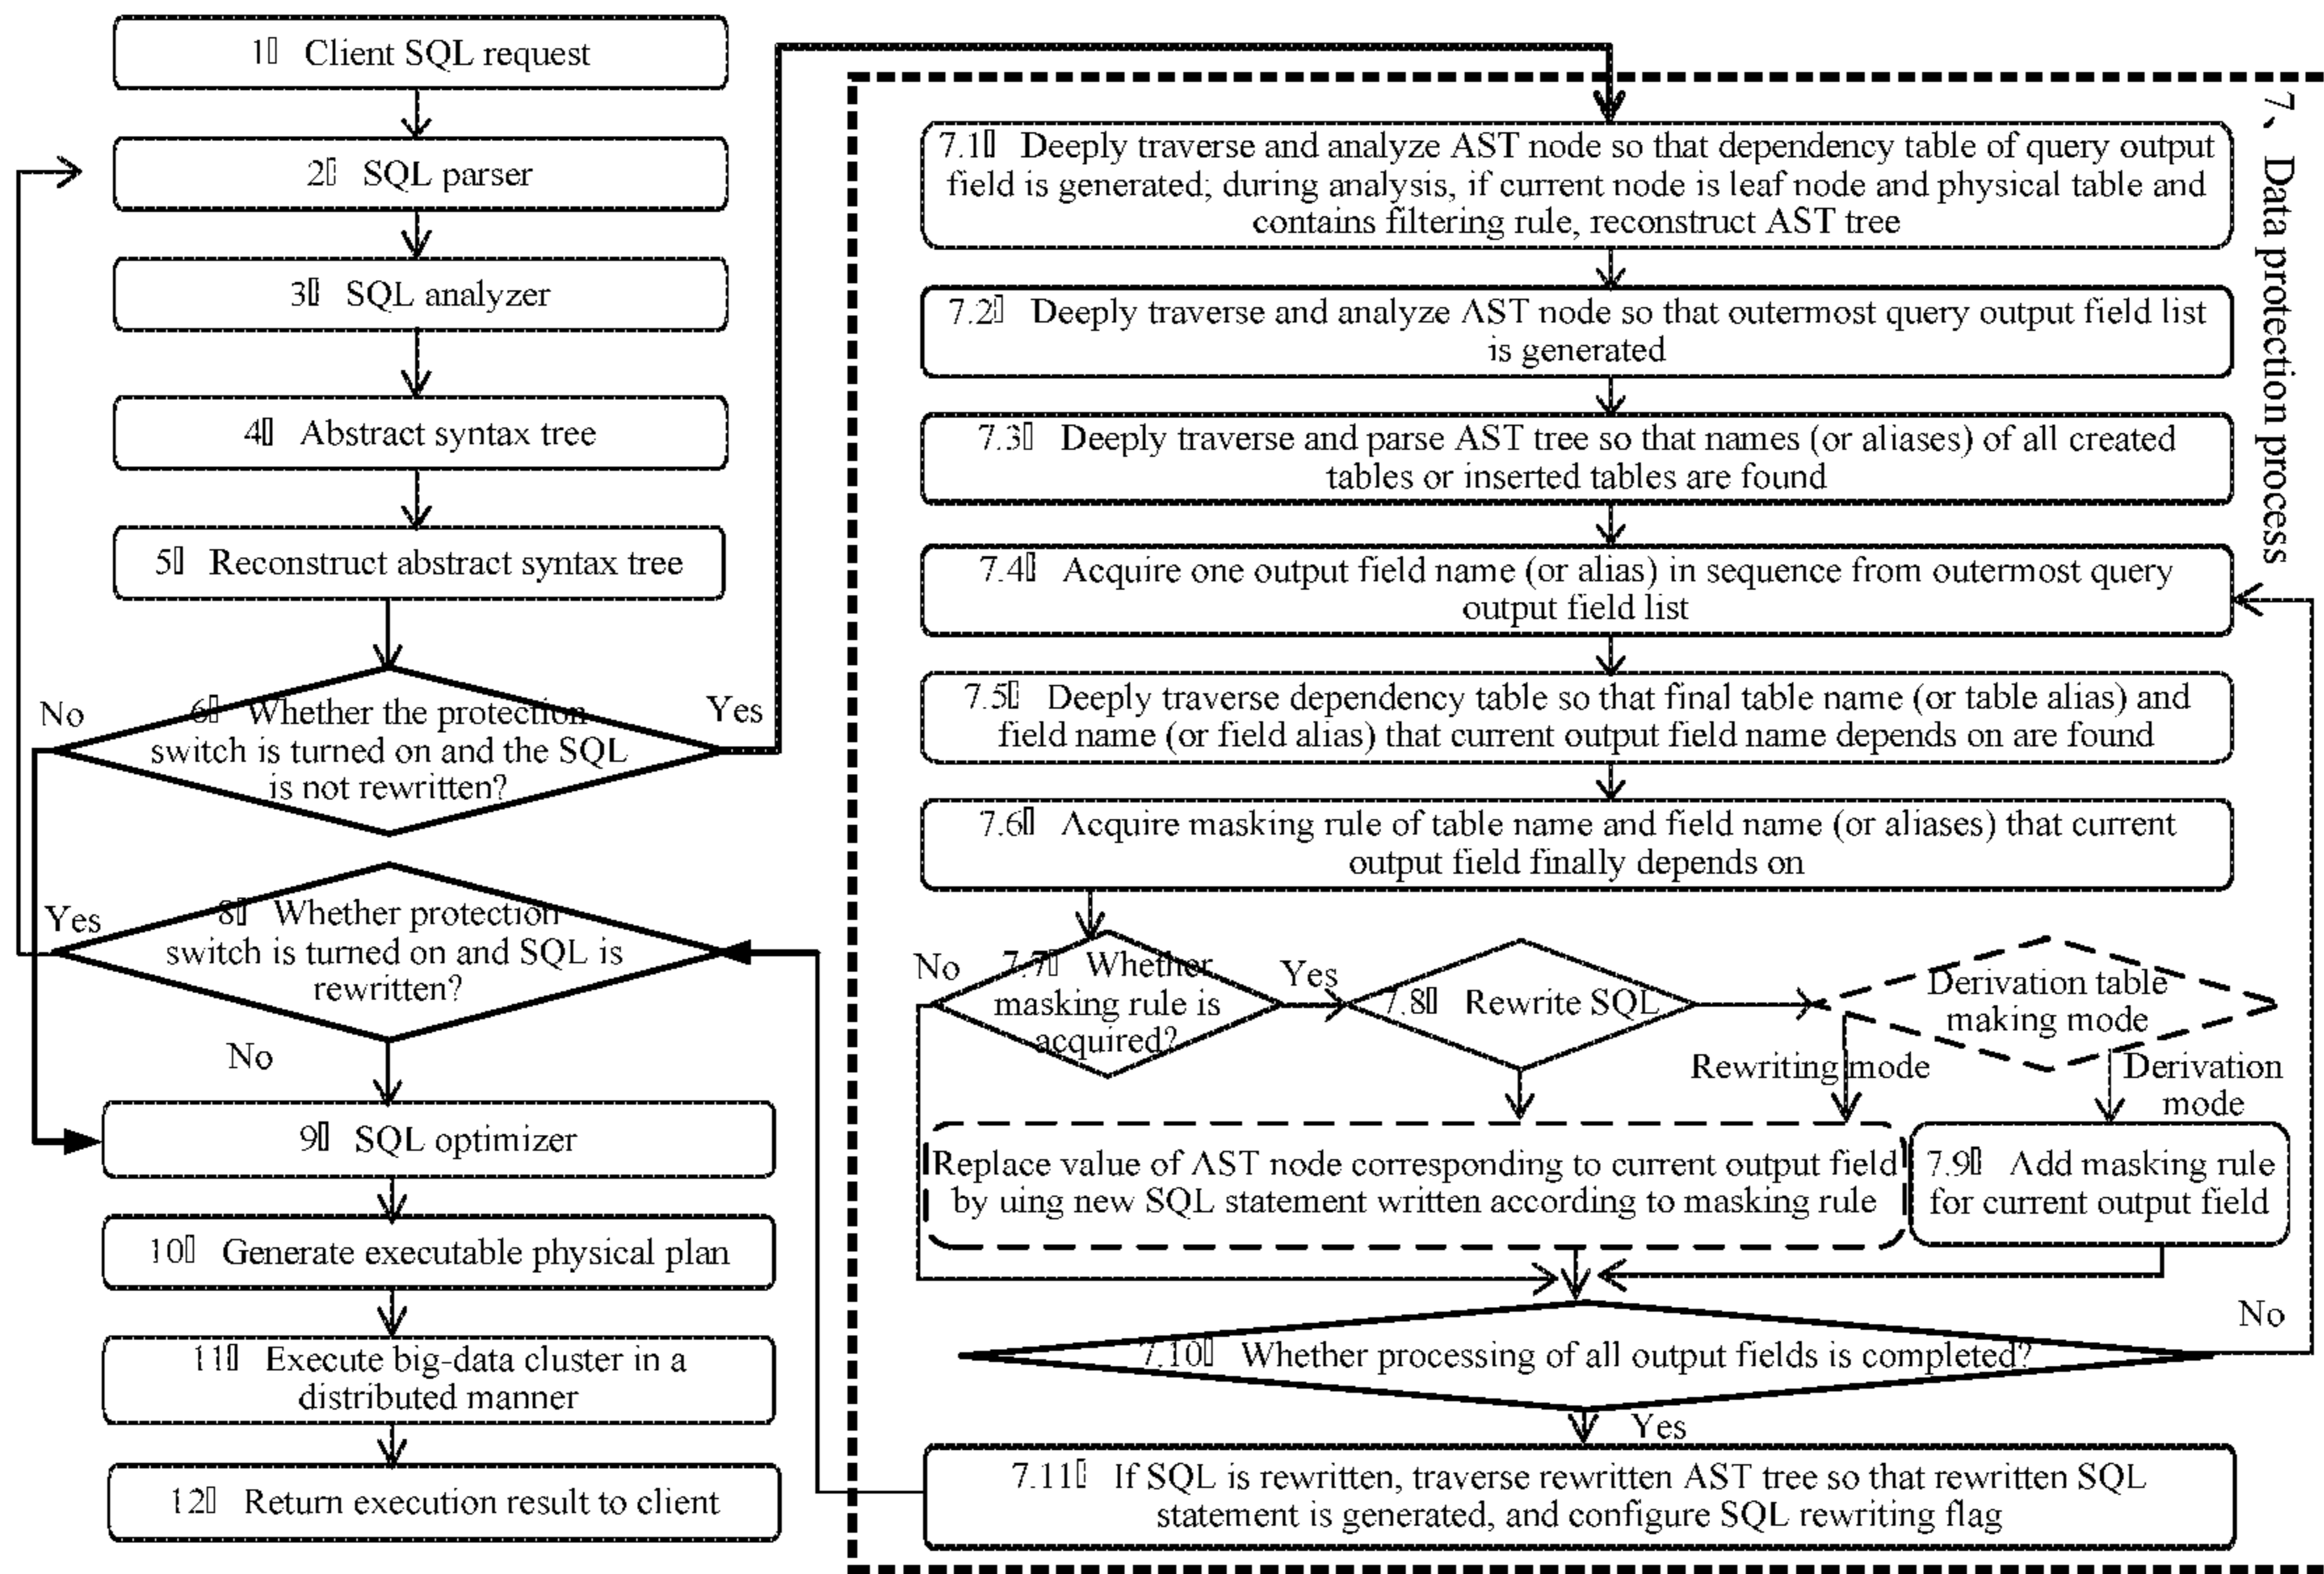 1、 Client SQL request
2、 SQL parser
3、 SQL analyzer
4、 Abstract syntax tree
5、 Reconstruct abstract syntax tree
6、 Whether the protection
switch is turned on and the SQL
is not rewritten?
No
Yes
8、 Whether protection
switch is turned on and SQL is
rewritten?
Yes
No
9、 SQL optimizer
10、 Generate executable physical plan
11、 Execute big-data cluster in a
distributed manner
12、 Return execution result to client
7、Data protection process
7.1、 Deeply traverse and analyze AST node so that dependency table of query output
field is generated; during analysis, if current node is leaf node and physical table and
contains filtering rule, reconstruct AST tree
7.2、 Deeply traverse and analyze AST node so that outermost query output field list
is generated
7.3、 Deeply traverse and parse AST tree so that names (or aliases) of all created
tables or inserted tables are found
7.4、 Acquire one output field name (or alias) in sequence from outermost query
output field list
7.5、 Deeply traverse dependency table so that final table name (or table alias) and
field name (or field alias) that current output field name depends on are found
7.6、 Acquire masking rule of table name and field name (or aliases) that current
output field finally depends on
No
7.7、 Whether
masking rule is
acquired?
Yes
7.8、 Rewrite SQL
Derivation table
making mode
Rewriting mode
Derivation
mode
Replace value of AST node corresponding to current output field
by uing new SQL statement written according to masking rule
7.9、 Add masking rule
for current output field
No
7.10、 Whether processing of all output fields is completed?
Yes
7.11、 If SQL is rewritten, traverse rewritten AST tree so that rewritten SQL
statement is generated, and configure SQL rewriting flag